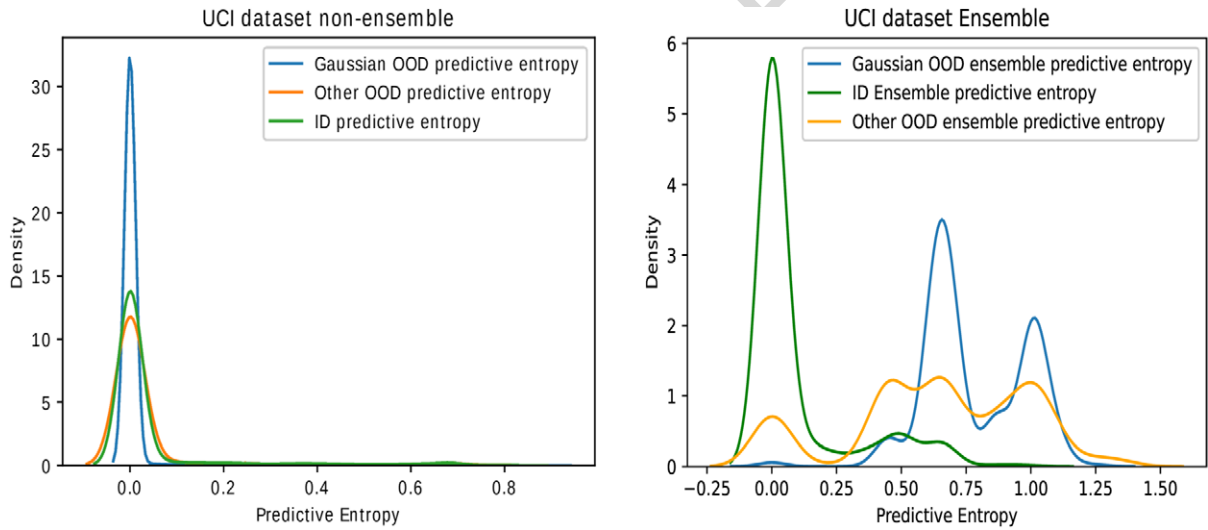 UCI dataset non-ensemble
Gaussian OOD predictive entropy
Other OOD predictive entropy
ID predictive entropy
30
25
20
15
10
5
0
Density
0.0 0.2 0.4 0.6 0.8
Predictive Entropy
UCI dataset Ensemble
Gaussian OOD ensemble predictive entropy
ID Ensemble predictive entropy
Other OOD ensemble predictive entropy
6
5
4
3
2
1
0
Density
−0.25 0.00 0.25 0.50 0.75 1.00 1.25 1.50
Predictive Entropy